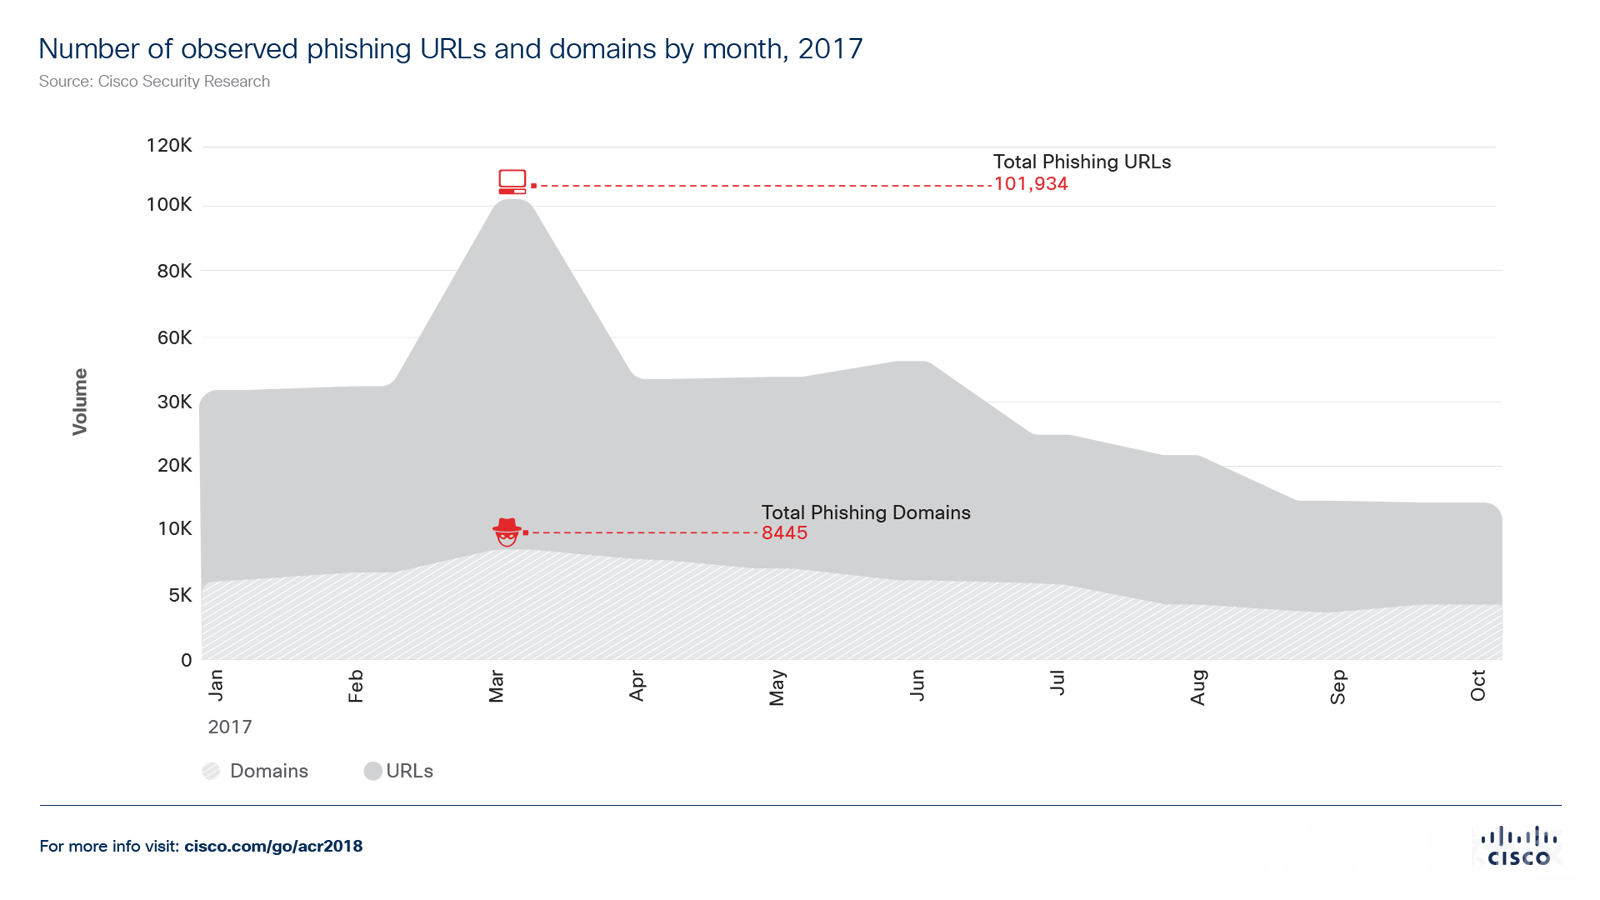 Number of observed phishing URLs and domains by month, 2017
Source: Cisco Security Research
120K
Total Phishing URLs
101,934
100K
80K
60K
Volume
30K
20K
Total Phishing Domains
10K
8445
5K
0
Jan
Feb
Mar
Apr
May
Jun
Jul
Aug
Sep
Oct
2017
Domains
URLs
For more info visit: cisco.com/go/acr2018
CISCO